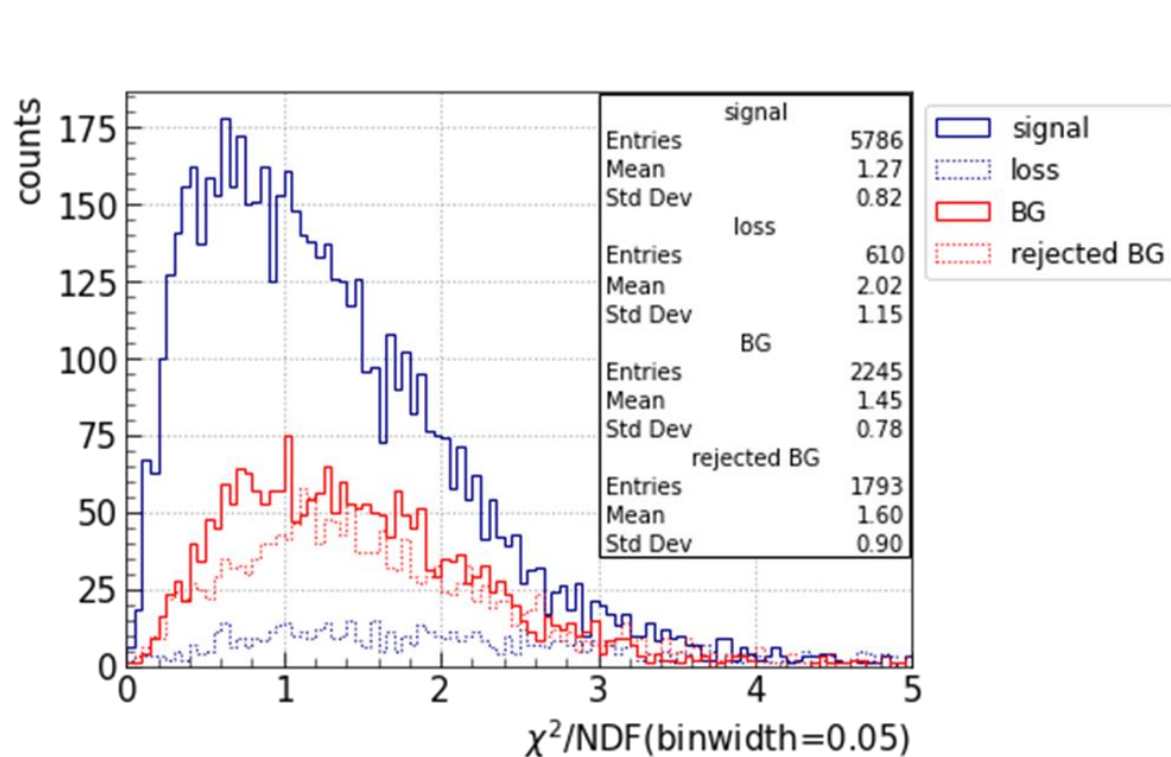 counts
175
150
125
100
75
50
25
0
0 1 2 3 4 5
χ²/NDF(binwidth=0.05)
signal
Entries 5786
Mean 1.27
Std Dev 0.82
loss
Entries 610
Mean 2.02
Std Dev 1.15
BG
Entries 2245
Mean 1.45
Std Dev 0.78
rejected BG
Entries 1793
Mean 1.60
Std Dev 0.90
signal
loss
BG
rejected BG